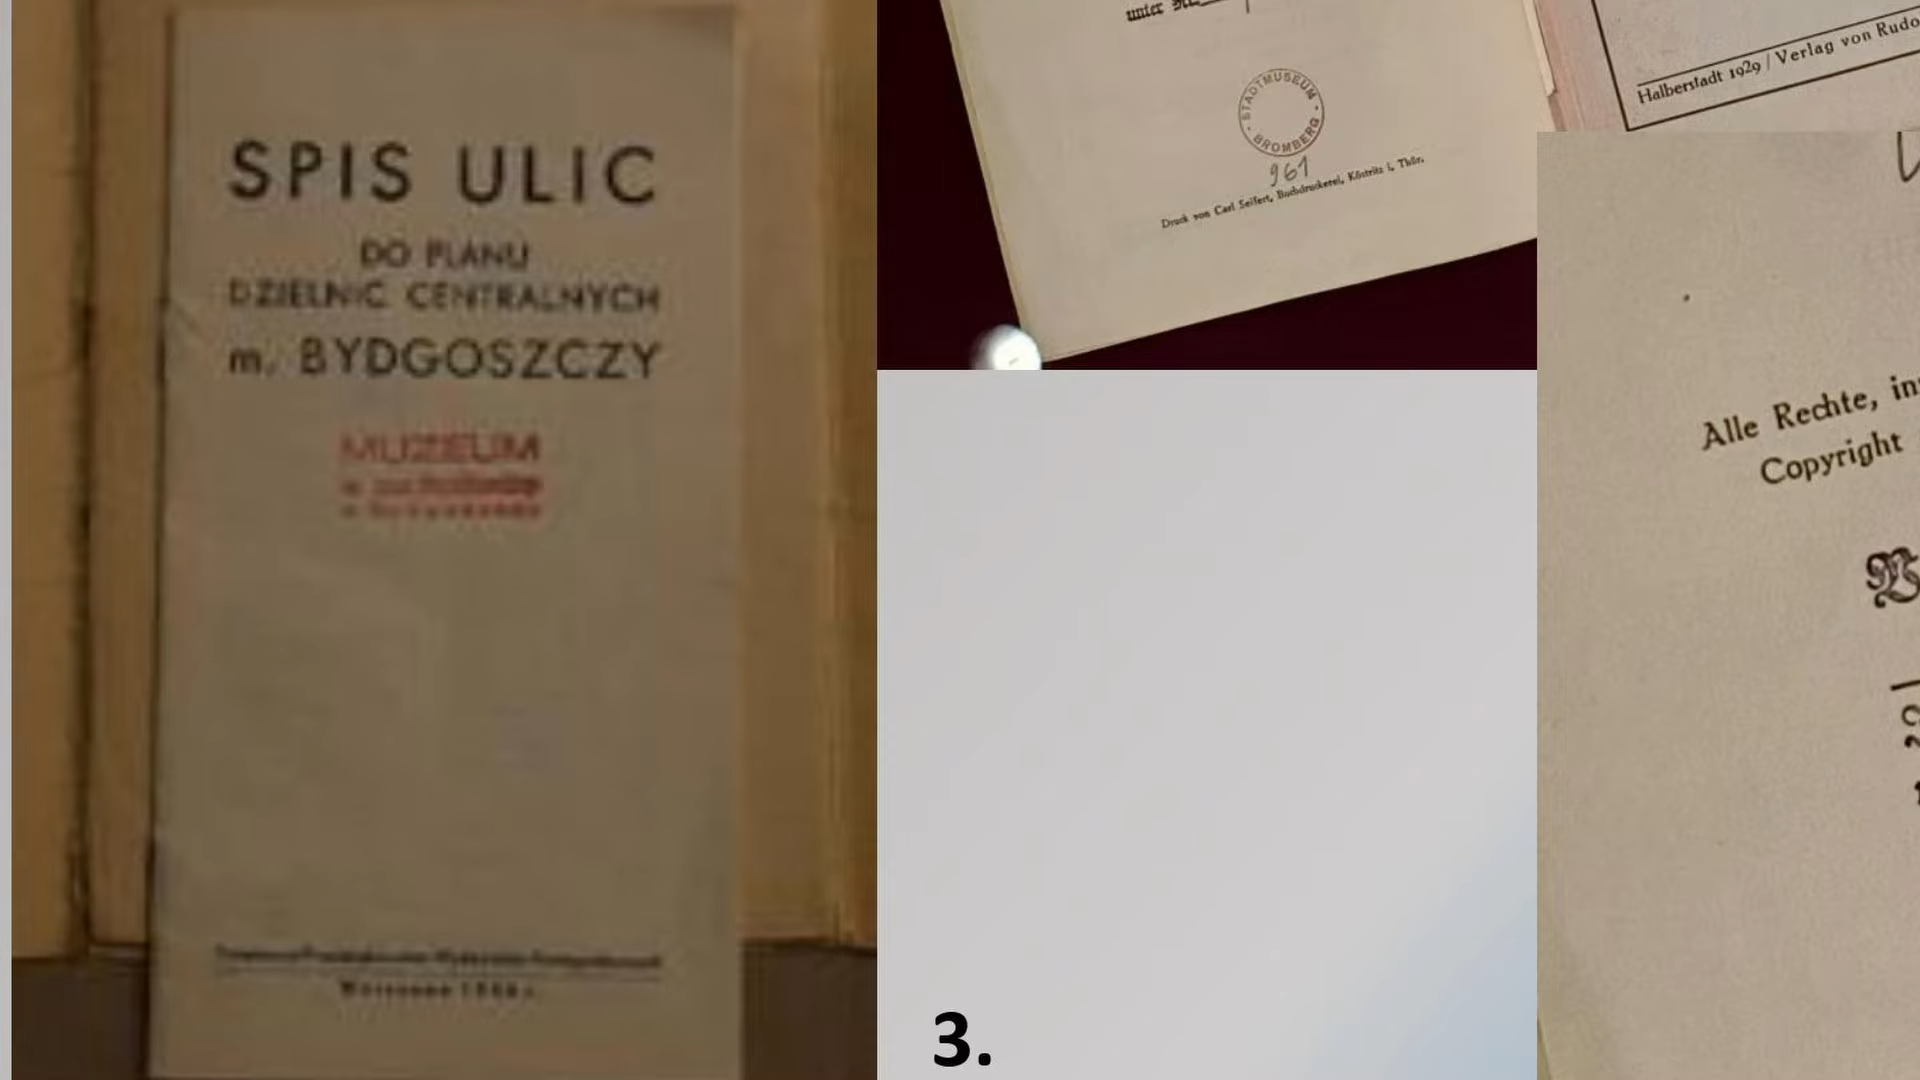 SPIS ULIC
DO PLANU
DZIELNIC CENTRALNYCH
m. BYDGOSZCZY
MUZEUM
unter
STADTMUSEUM
BROMBERG
961
Druck von Carl Seifert, Buchdruckerei, Köstritz i. Thür.
Halberstadt 1929 / Verlag von Rudo
Alle Rechte, in
Copyright
3.